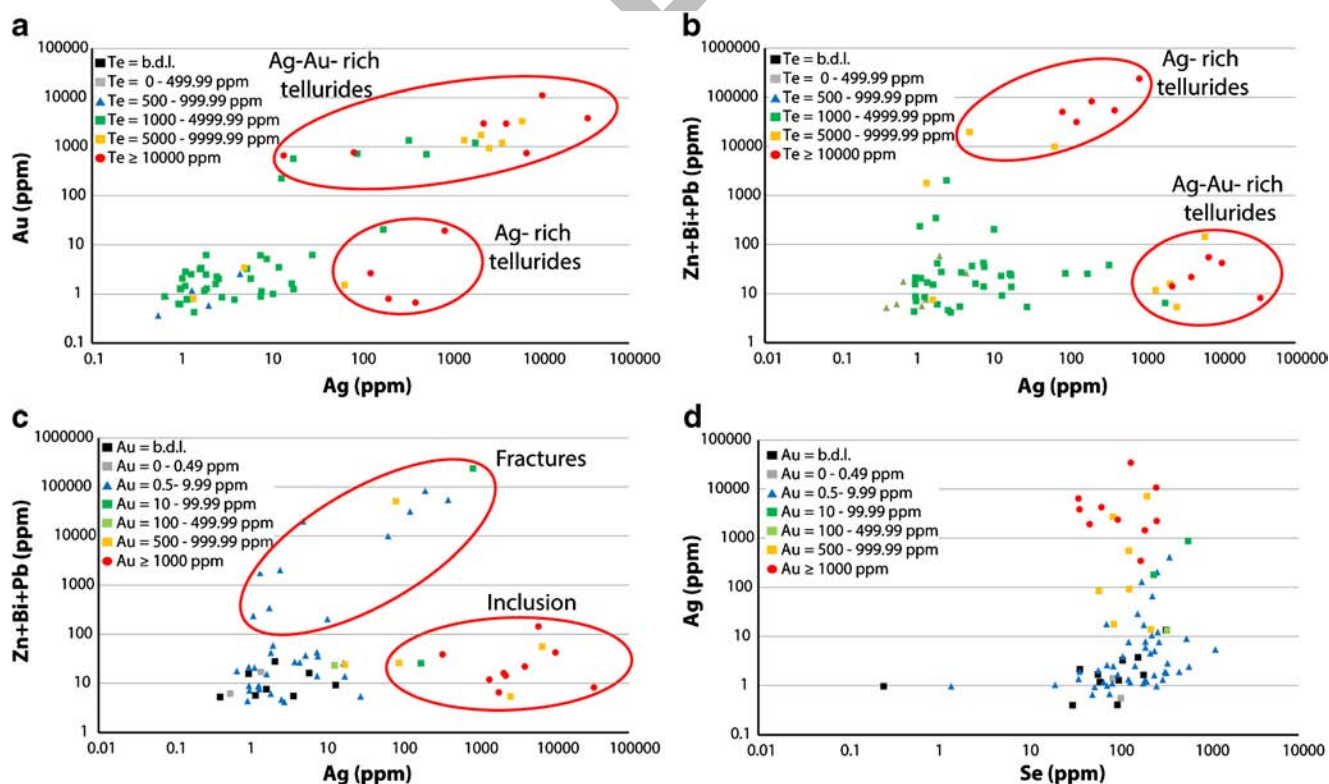 a
100000
10000
1000
100
10
1
0.1
Au (ppm)
Te = b.d.l.
Te = 0 - 499.99 ppm
Te = 500 - 999.99 ppm
Te = 1000 - 4999.99 ppm
Te = 5000 - 9999.99 ppm
Te ≥ 10000 ppm
Ag-Au- rich
tellurides
Ag- rich
tellurides
0.1 1 10 100 1000 10000 100000
Ag (ppm)
b
1000000
100000
10000
1000
100
10
1
Zn+Bi+Pb (ppm)
Te = b.d.l.
Te = 0 - 499.99 ppm
Te = 500 - 999.99 ppm
Te = 1000 - 4999.99 ppm
Te = 5000 - 9999.99 ppm
Te ≥ 10000 ppm
Ag- rich
tellurides
Ag-Au- rich
tellurides
0.01 0.1 1 10 100 1000 10000 100000
Ag (ppm)
c
1000000
100000
10000
1000
100
10
1
Zn+Bi+Pb (ppm)
Au = b.d.l.
Au = 0 - 0.49 ppm
Au = 0.5- 9.99 ppm
Au = 10 - 99.99 ppm
Au = 100 - 499.99 ppm
Au = 500 - 999.99 ppm
Au ≥ 1000 ppm
Fractures
Inclusion
0.01 0.1 1 10 100 1000 10000 100000
Ag (ppm)
d
100000
10000
1000
100
10
1
0.1
Ag (ppm)
Au = b.d.l.
Au = 0 - 0.49 ppm
Au = 0.5 - 9.99 ppm
Au = 10 - 99.99 ppm
Au = 100 - 499.99 ppm
Au = 500 - 999.99 ppm
Au ≥ 1000 ppm
0.01 0.1 1 10 100 1000 10000
Se (ppm)